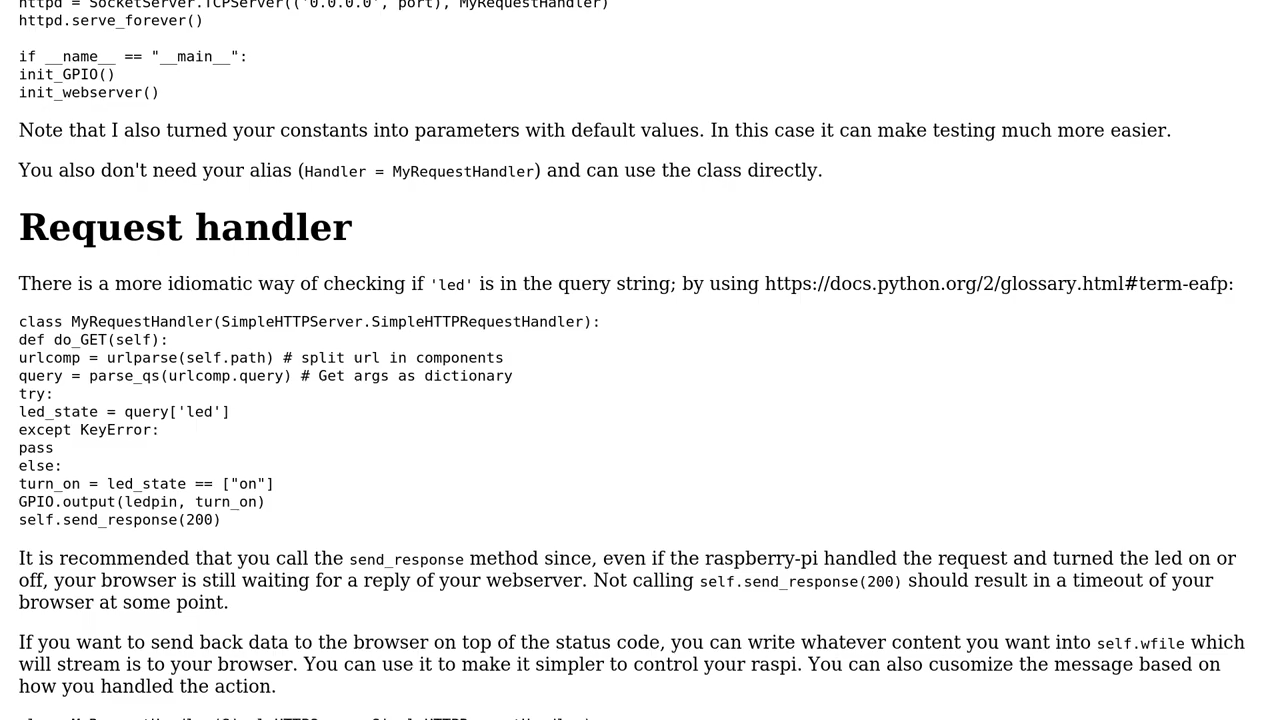 httpd = SocketServer.TCPServer(('0.0.0.0', port), MyRequestHandler)
httpd.serve_forever()
if __name__ == "__main__":
init_GPIO()
init_webserver()
Note that I also turned your constants into parameters with default values. In this case it can make testing much more easier.
You also don't need your alias (Handler = MyRequestHandler) and can use the class directly.
Request handler
There is a more idiomatic way of checking if 'led' is in the query string; by using https://docs.python.org/2/glossary.html#term-eafp:
class MyRequestHandler(SimpleHTTPServer.SimpleHTTPRequestHandler):
def do_GET(self):
urlcomp = urlparse(self.path) # split url in components
query = parse_qs(urlcomp.query) # Get args as dictionary
try:
led_state = query['led']
except KeyError:
pass
else:
turn_on = led_state == ["on"]
GPIO.output(ledpin, turn_on)
self.send_response(200)
It is recommended that you call the send_response method since, even if the raspberry-pi handled the request and turned the led on or
off, your browser is still waiting for a reply of your webserver. Not calling self.send_response(200) should result in a timeout of your
browser at some point.
If you want to send back data to the browser on top of the status code, you can write whatever content you want into self.wfile which
will stream is to your browser. You can use it to make it simpler to control your raspi. You can also cusomize the message based on
how you handled the action.